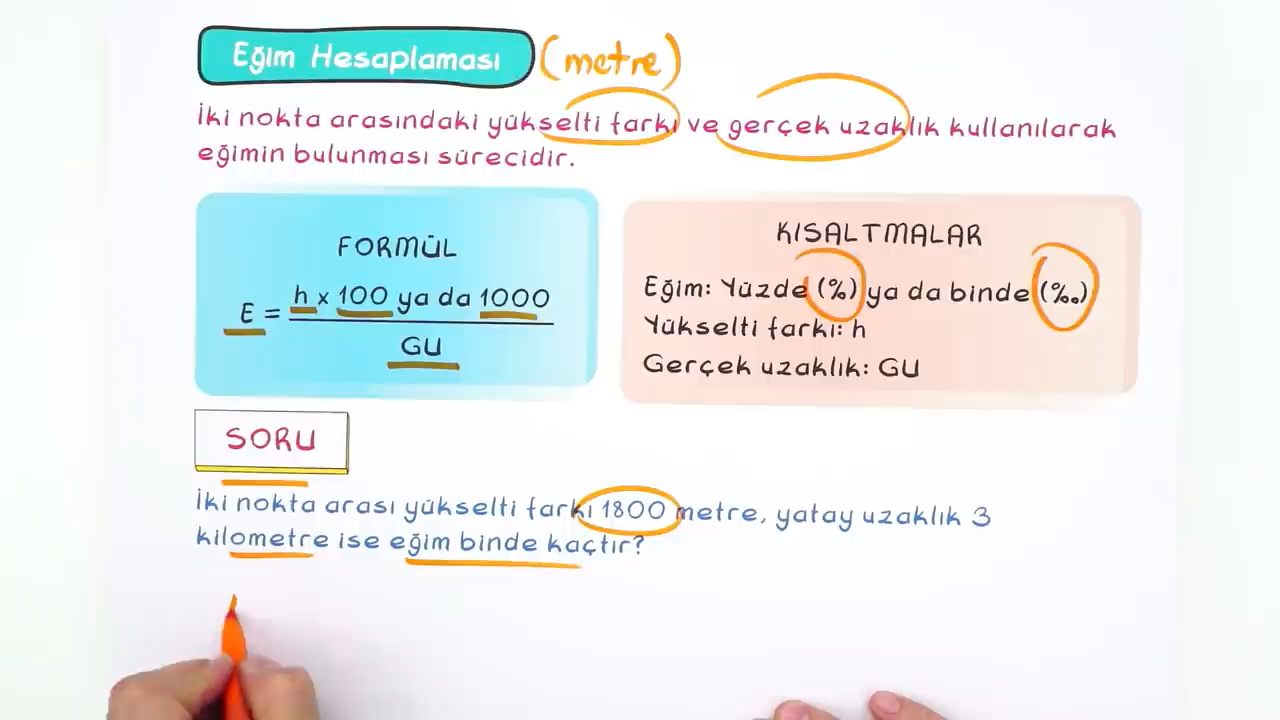 Eğim Hesaplaması (metre)
İki nokta arasındaki yükselti farkı ve gerçek uzaklık kullanılarak
eğimin bulunması sürecidir.
FORMÜL
E = h x 100 ya da 1000
GU
KISALTMALAR
Eğim: Yüzde (%) ya da binde (‰)
Yükselti farkı: h
Gerçek uzaklık: GU
SORU
İki nokta arası yükselti farkı 1800 metre, yatay uzaklık 3
kilometre ise eğim binde kaçtır?